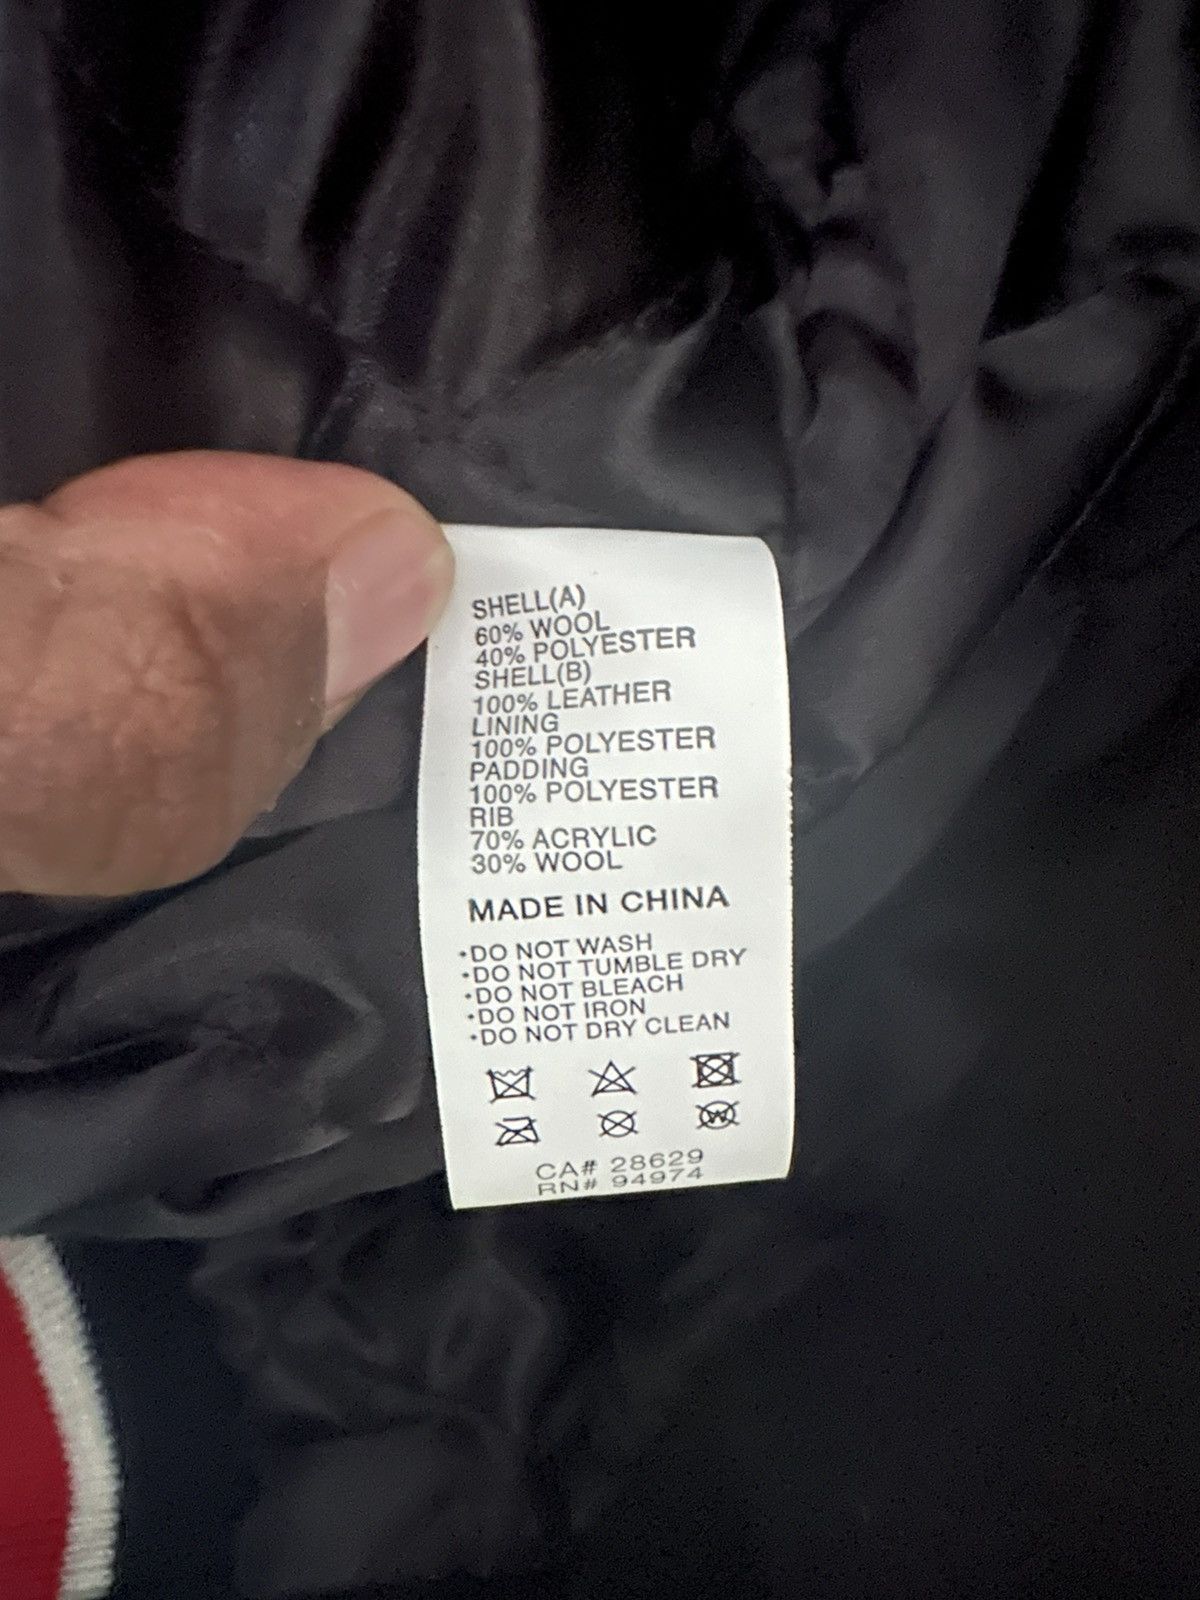 SHELL(A)
60% WOOL
40% POLYESTER
SHELL(B)
100% LEATHER
LINING
100% POLYESTER
PADDING
100% POLYESTER
RIB
70% ACRYLIC
30% WOOL
MADE IN CHINA
•DO NOT WASH
•DO NOT TUMBLE DRY
•DO NOT BLEACH
•DO NOT IRON
•DO NOT DRY CLEAN
W
CA# 28629
RN# 94974